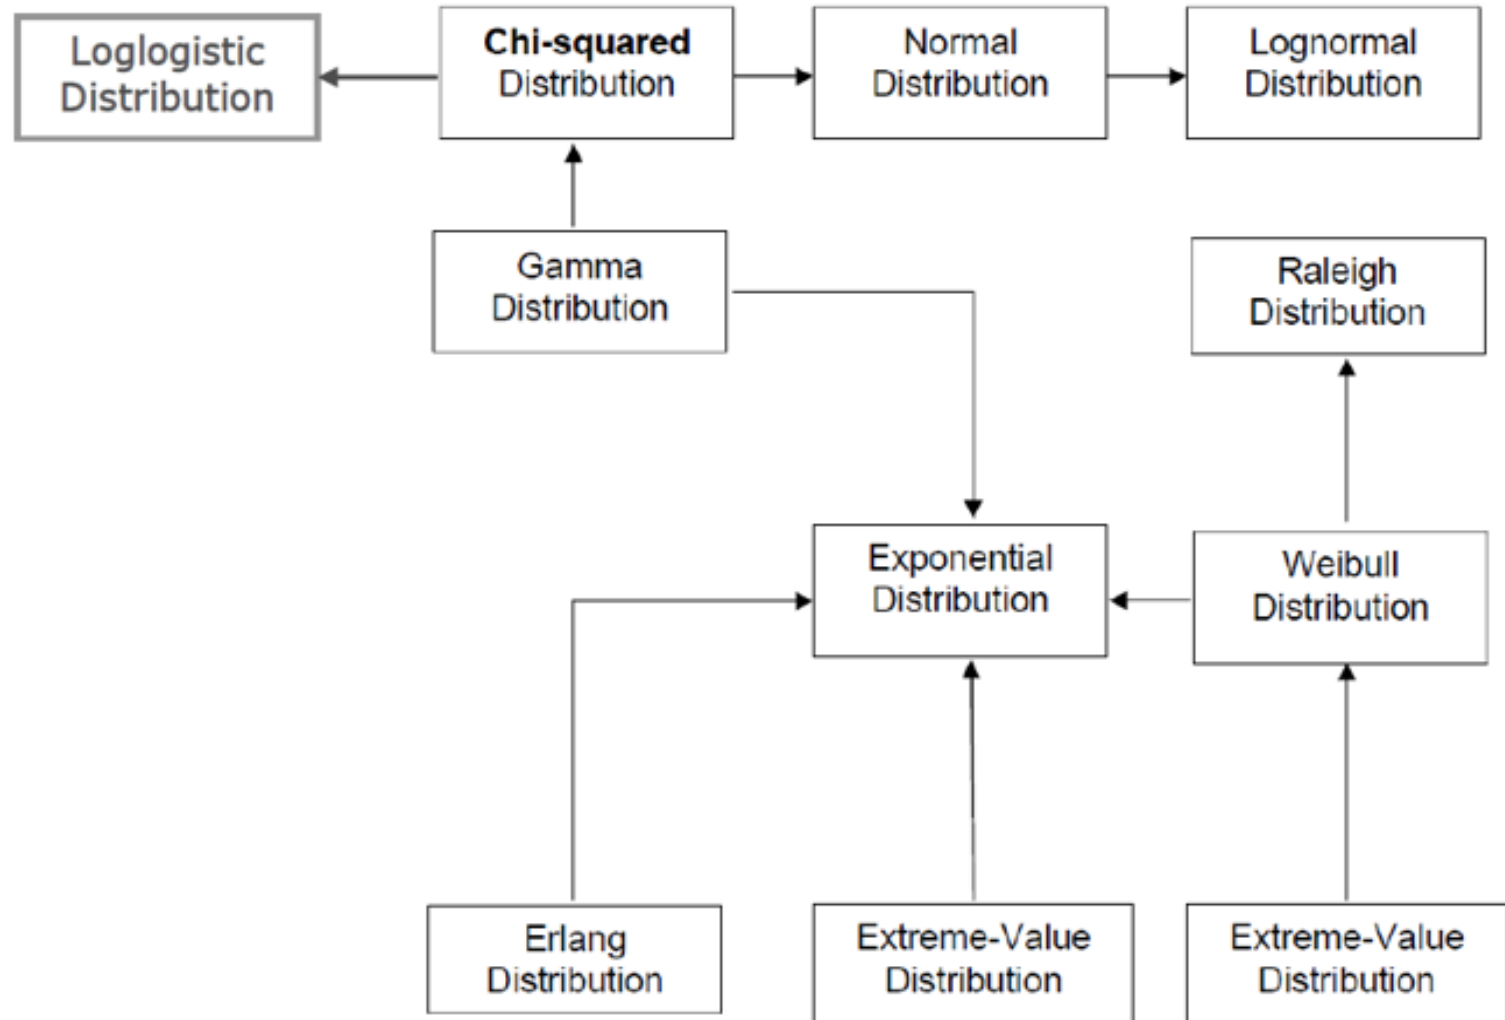 Loglogistic
Distribution
Chi-squared
Distribution
Normal
Distribution
Lognormal
Distribution
Gamma
Distribution
Raleigh
Distribution
Exponential
Distribution
Weibull
Distribution
Erlang
Distribution
Extreme-Value
Distribution
Extreme-Value
Distribution